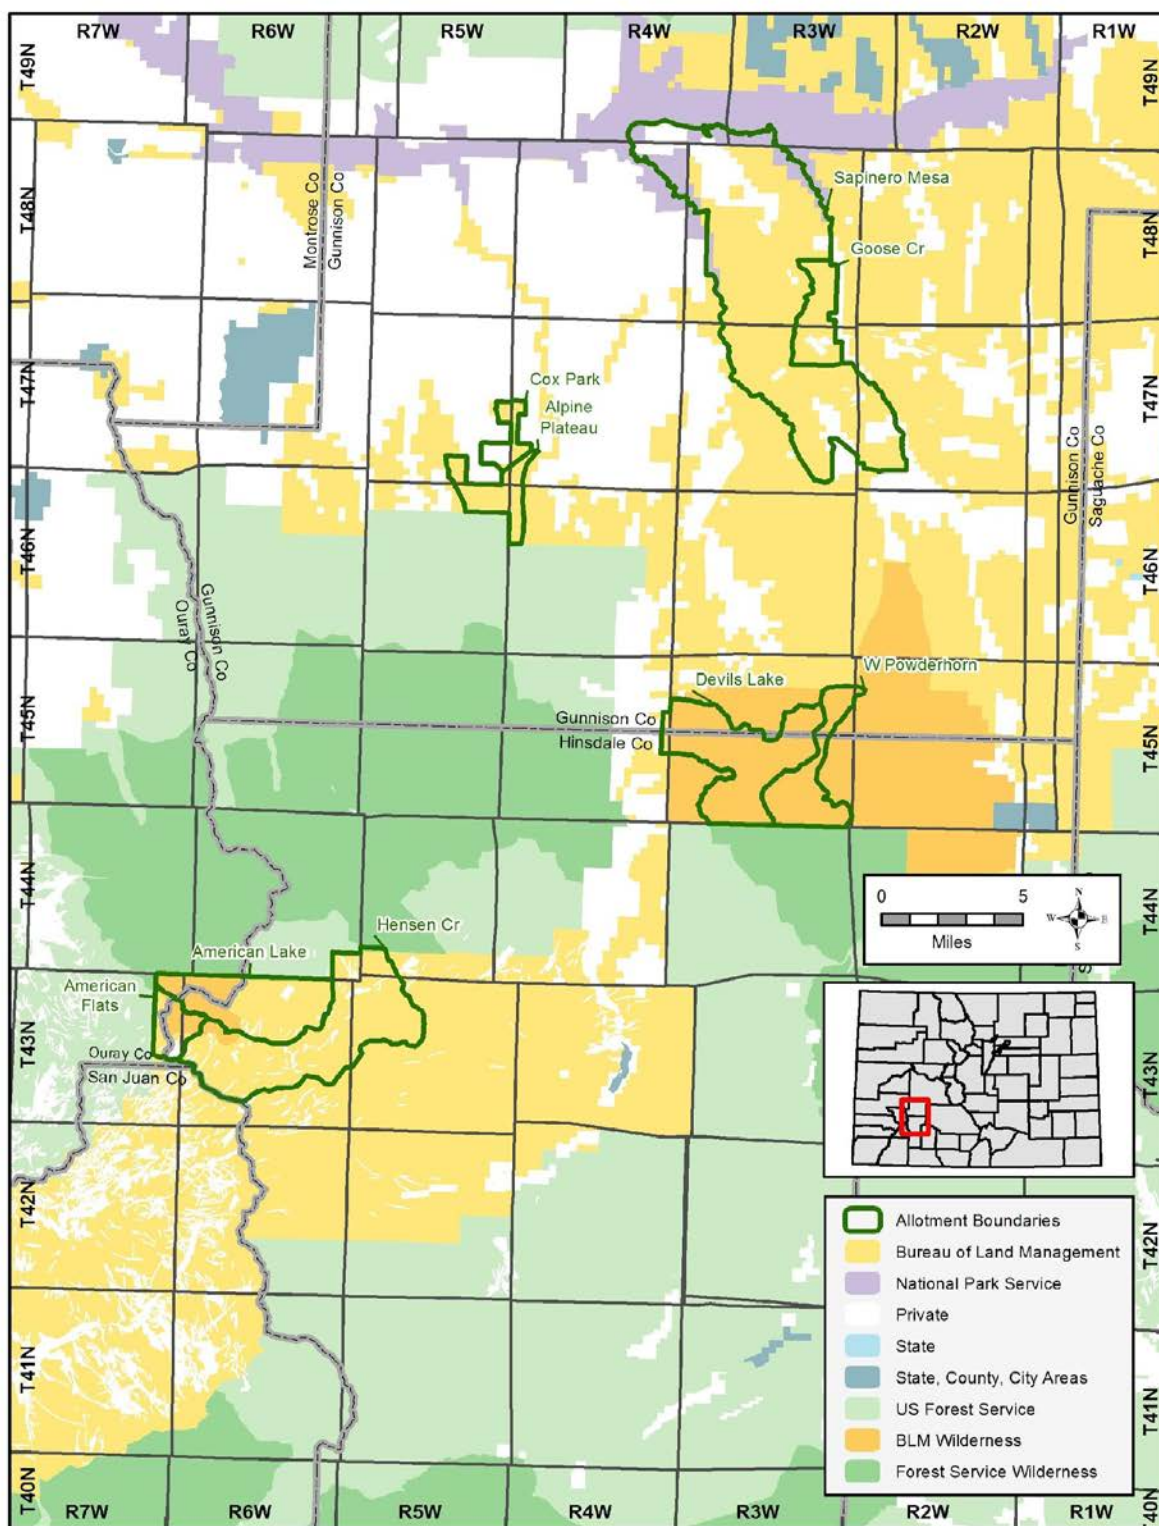 R7W
R6W
R5W
R4W
R3W
R2W
R1W
T49N
T49N
Sapinero Mesa
T48N
Montrose Co
Gunnison Co
T48N
Goose Cr
T47N
Cox Park
Alpine
Plateau
T47N
Gunnison Co
Saguache Co
T46N
T46N
Gunnison Co
Ouray Co
W Powderhorn
Devils Lake
T45N
Gunnison Co
Hinsdale Co
T45N
T44N
0
5
Miles
N
W
E
S
T44N
Hensen Cr
American Lake
American
Flats
T43N
Ouray Co
San Juan Co
T43N
T42N
Allotment Boundaries
Bureau of Land Management
T42N
National Park Service
Private
State
T41N
State, County, City Areas
T41N
US Forest Service
BLM Wilderness
Forest Service Wilderness
T40N
T40N
R7W
R6W
R5W
R4W
R3W
R2W
R1W